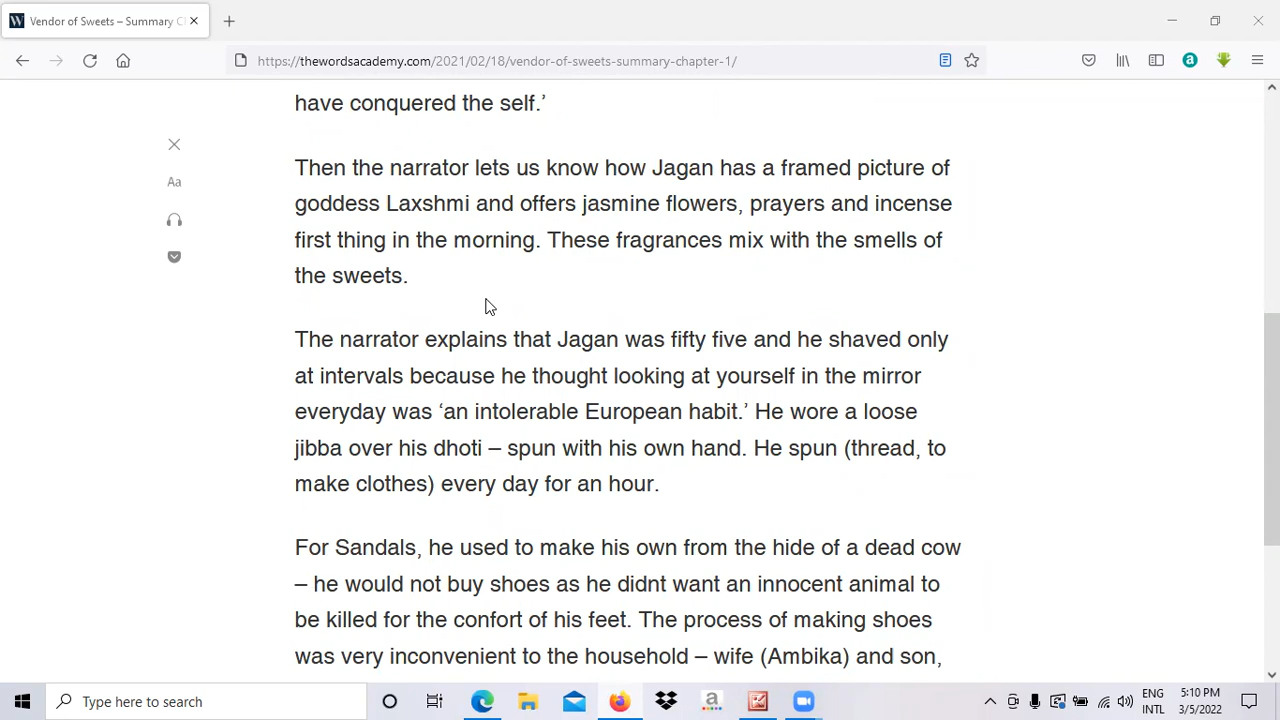 Vendor of Sweets – Summary C
https://thewordsacademy.com/2021/02/18/vendor-of-sweets-summary-chapter-1/
have conquered the self.’
Aa
Then the narrator lets us know how Jagan has a framed picture of
goddess Laxshmi and offers jasmine flowers, prayers and incense
first thing in the morning. These fragrances mix with the smells of
the sweets.
The narrator explains that Jagan was fifty five and he shaved only
at intervals because he thought looking at yourself in the mirror
everyday was ‘an intolerable European habit.’ He wore a loose
jibba over his dhoti – spun with his own hand. He spun (thread, to
make clothes) every day for an hour.
For Sandals, he used to make his own from the hide of a dead cow
– he would not buy shoes as he didnt want an innocent animal to
be killed for the confort of his feet. The process of making shoes
was very inconvenient to the household – wife (Ambika) and son,
Type here to search
ENG
INTL
5:10 PM
3/5/2022